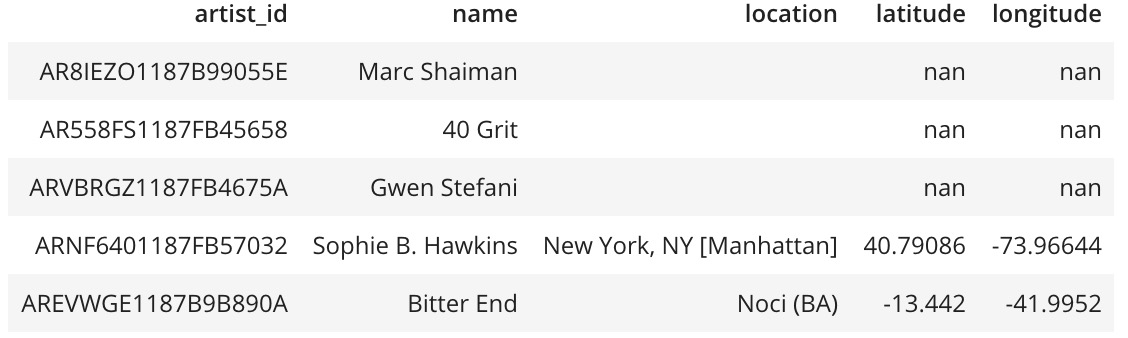 artist_id name location latitude longitude
AR8IEZO1187B99055E Marc Shaiman nan nan
AR558FS1187FB45658 40 Grit nan nan
ARVBRGZ1187FB4675A Gwen Stefani nan nan
ARNF6401187FB57032 Sophie B. Hawkins New York, NY [Manhattan] 40.79086 -73.96644
AREVWGE1187B9B890A Bitter End Noci (BA) -13.442 -41.9952